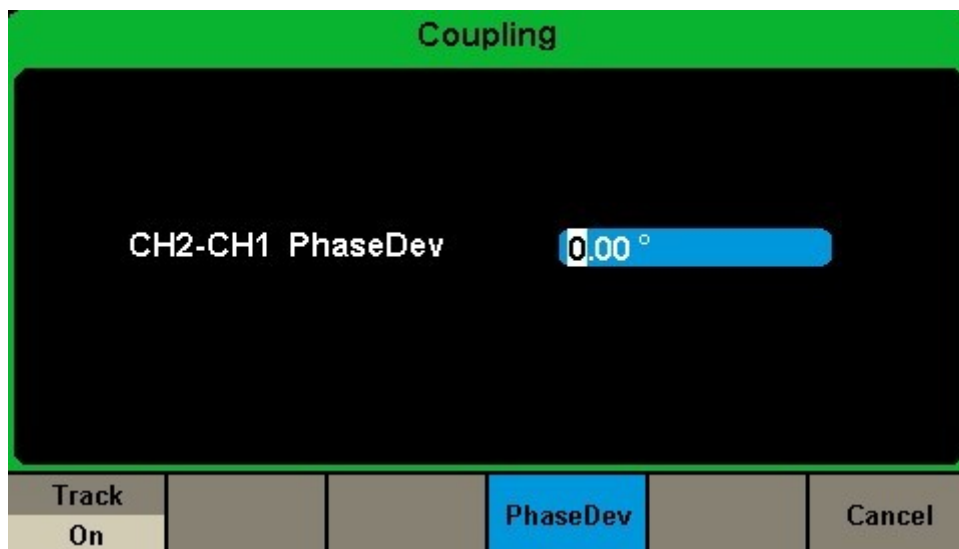 Coupling
CH2-CH1 PhaseDev 0.00 °
Track
On
PhaseDev
Cancel